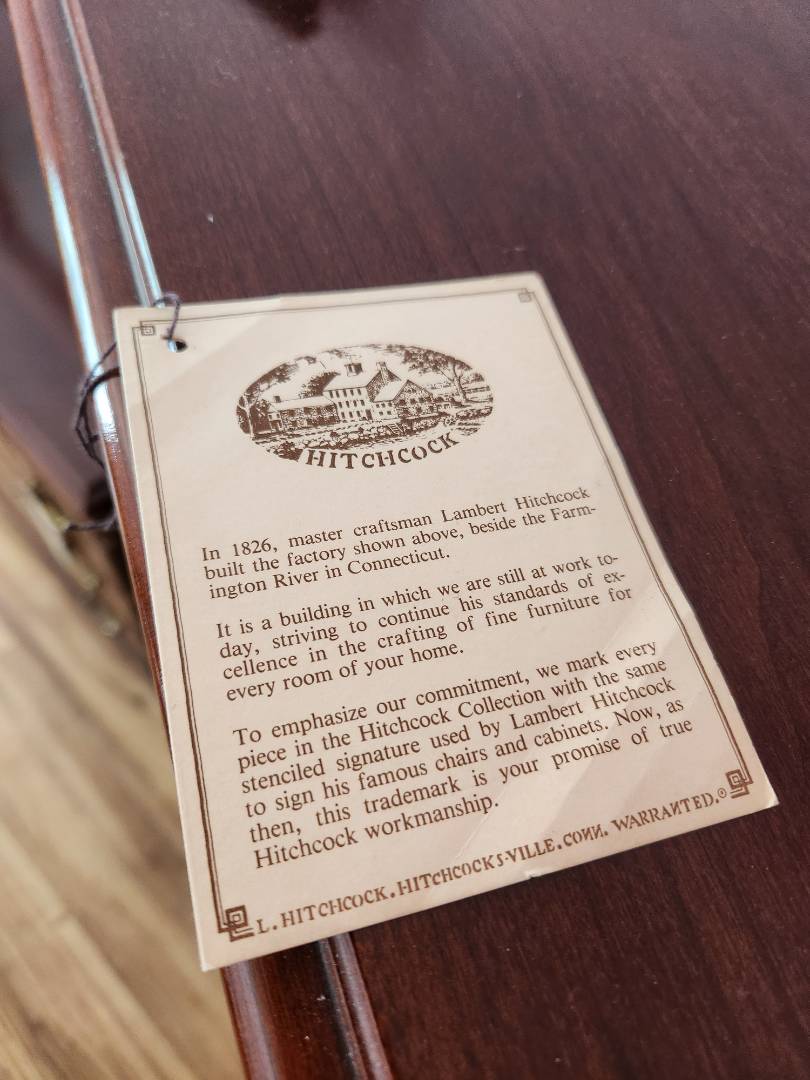 HITCHCOCK
In 1826, master craftsman Lambert Hitchcock
built the factory shown above, beside the Farm-
ington River in Connecticut.
It is a building in which we are still at work to-
day, striving to continue his standards of ex-
cellence in the crafting of fine furniture for
every room of your home.
To emphasize our commitment, we mark every
piece in the Hitchcock Collection with the same
stenciled signature used by Lambert Hitchcock
to sign his famous chairs and cabinets. Now, as
then, this trademark is your promise of true
Hitchcock workmanship.
L. HITCHCOCK. HITCHCOCKS-VILLE. CONN. WARRANTED.®